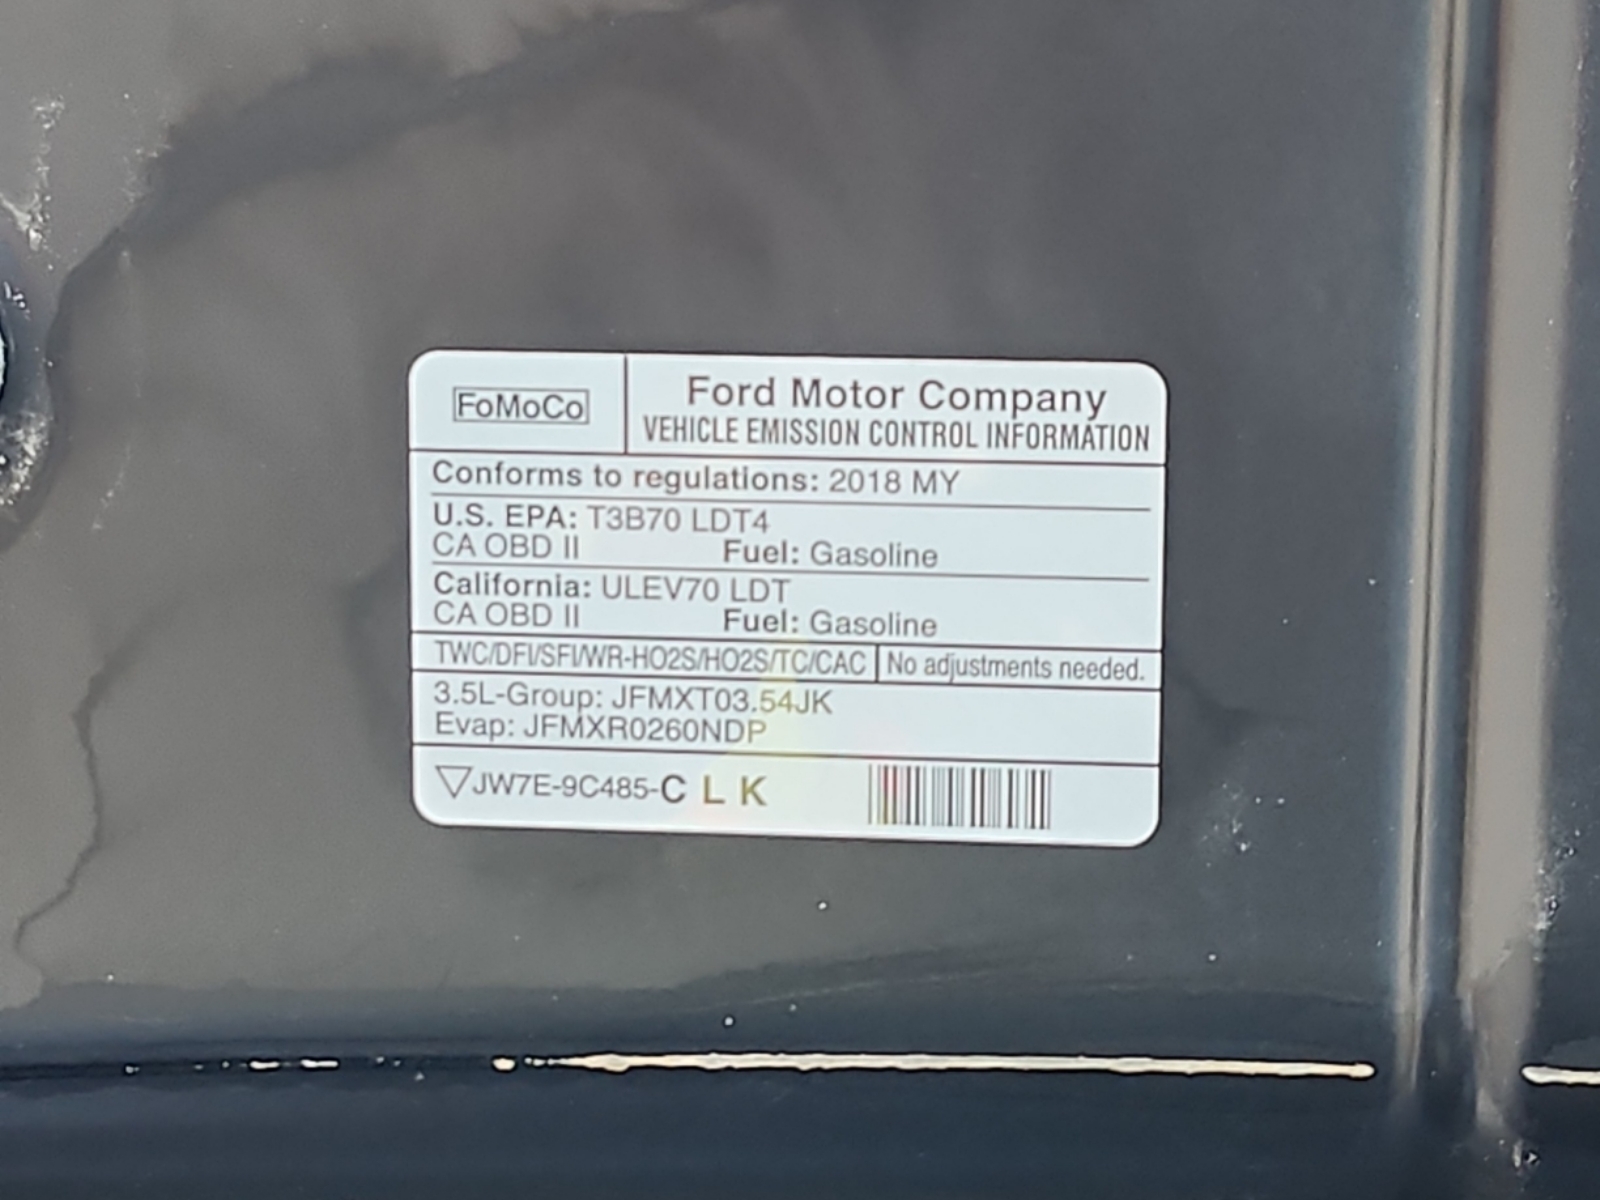 FoMoCo
Ford Motor Company
VEHICLE EMISSION CONTROL INFORMATION
Conforms to regulations: 2018 MY
U.S. EPA: T3B70 LDT4
CA OBD II Fuel: Gasoline
California: ULEV70 LDT
CA OBD II Fuel: Gasoline
TWC/DFI/SFI/WR-HO2S/HO2S/TC/CAC No adjustments needed.
3.5L-Group: JFMXT03.54JK
Evap: JFMXR0260NDP
JW7E-9C485-C L K